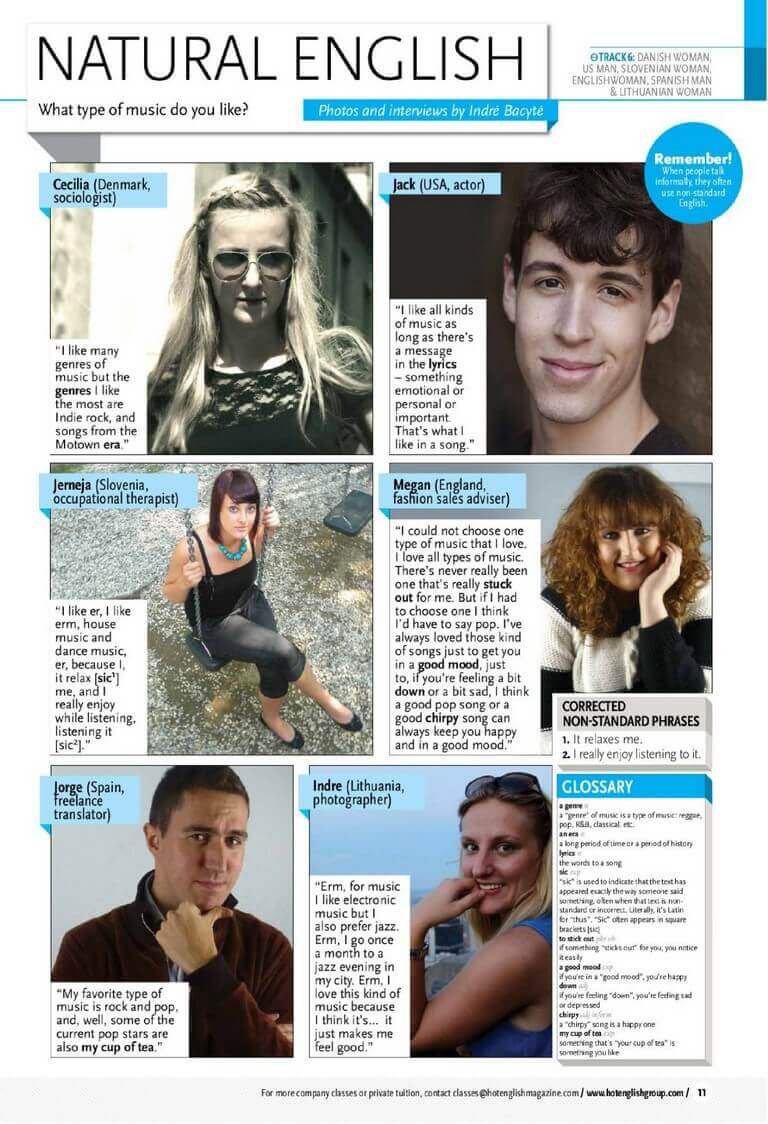 NATURAL ENGLISH
What type of music do you like?
Photos and interviews by Indré Bacyté
TRACK 6: DANISH WOMAN,
US MAN, SLOVENIAN WOMAN,
ENGLISHWOMAN, SPANISH MAN
& LITHUANIAN WOMAN
Remember!
When people talk
informally, they often
use non-standard
English.
Cecilia (Denmark,
sociologist)
"I like many
genres of
music but the
genres I like
the most are
Indie rock, and
songs from the
Motown era."
Jack (USA, actor)
"I like all kinds
of music as
long as there's
a message
in the lyrics
– something
emotional or
personal or
important.
That's what I
like in a song."
Jerneja (Slovenia,
occupational therapist)
"I like er, I like
erm, house
music and
dance music,
er, because I,
it relax [sic¹]
me, and I
really enjoy
while listening,
listening it
[sic²]."
Megan (England,
fashion sales adviser)
"I could not choose one
type of music that I love.
I love all types of music.
There's never really been
one that's really stuck
out for me. But if I had
to choose one I think
I'd have to say pop. I've
always loved those kind
of songs just to get you
in a good mood, just
to, if you're feeling a bit
down or a bit sad, I think
a good pop song or a
good chirpy song can
always keep you happy
and in a good mood."
CORRECTED
NON-STANDARD PHRASES
1. It relaxes me.
2. I really enjoy listening to it.
Jorge (Spain,
freelance
translator)
"My favorite type of
music is rock and pop,
and, well, some of the
current pop stars are
also my cup of tea."
Indre (Lithuania,
photographer)
"Erm, for music
I like electronic
music but I
also prefer jazz.
Erm, I go once
a month to a
jazz evening in
my city. Erm, I
love this kind of
music because
I think it's... it
just makes me
feel good."
GLOSSARY
a genre n
a "genre" of music is a type of music: reggae,
pop, R&B, classical, etc.
an era n
a long period of time or a period of history
lyrics n
the words to a song
sic exp
"sic" is used to indicate that the text has
appeared exactly the way someone said
something, often when that text is non-
standard or incorrect. Literally, it's Latin
for "thus". "Sic" often appears in square
brackets [sic]
to stick out phr vb
if something "sticks out" for you, you notice
it easily
a good mood exp
if you're in a "good mood", you're happy
down adj
if you're feeling "down", you're feeling sad
or depressed
chirpy adj inform
a "chirpy" song is a happy one
my cup of tea exp
something that's "your cup of tea" is
something you like
For more company classes or private tuition, contact classes@hotenglishmagazine.com / www.hotenglishgroup.com / 11